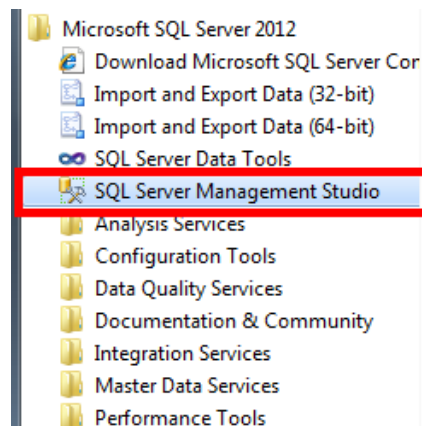 Microsoft SQL Server 2012
Download Microsoft SQL Server Cor
Import and Export Data (32-bit)
Import and Export Data (64-bit)
SQL Server Data Tools
SQL Server Management Studio
Analysis Services
Configuration Tools
Data Quality Services
Documentation & Community
Integration Services
Master Data Services
Performance Tools